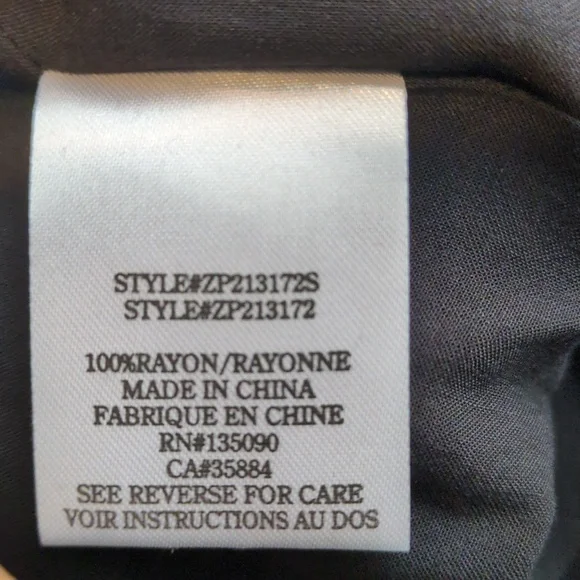 STYLE#ZP213172S
STYLE#ZP213172
100%RAYON/RAYONNE
MADE IN CHINA
FABRIQUE EN CHINE
RN#135090
CA#35884
SEE REVERSE FOR CARE
VOIR INSTRUCTIONS AU DOS